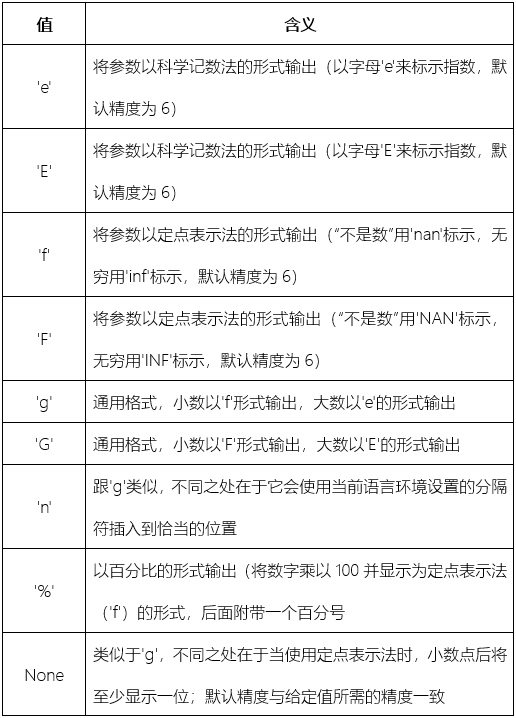 值 含义
'e' 将参数以科学记数法的形式输出（以字母'e'来标示指数，默
认精度为 6）
'E' 将参数以科学记数法的形式输出（以字母'E'来标示指数，默
认精度为 6）
'f' 将参数以定点表示法的形式输出（“不是数”用'nan'标示，无
穷用'inf'标示，默认精度为 6）
'F' 将参数以定点表示法的形式输出（“不是数”用'NAN'标示，
无穷用'INF'标示，默认精度为 6）
'g' 通用格式，小数以'f'形式输出，大数以'e'的形式输出
'G' 通用格式，小数以'F'形式输出，大数以'E'的形式输出
'n' 跟'g'类似，不同之处在于它会使用当前语言环境设置的分隔
符插入到恰当的位置
'%' 以百分比的形式输出（将数字乘以 100 并显示为定点表示法
（'f'）的形式，后面附带一个百分号
None 类似于'g'，不同之处在于当使用定点表示法时，小数点后将
至少显示一位；默认精度与给定值所需的精度一致